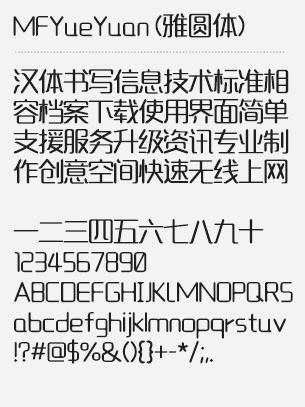 MFYueYuan(雅圆体)
汉体书写信息技术标准相
容档案下载使用界面简单
支援服务升级资讯专业制
作创意空间快速无线上网
一二三四五六七八九十
1234567890
ABCDEFGHIJKLMNOPQRS
abcdefghijklmnopqrstuv
!?#@$%&(){}+-*/;,.